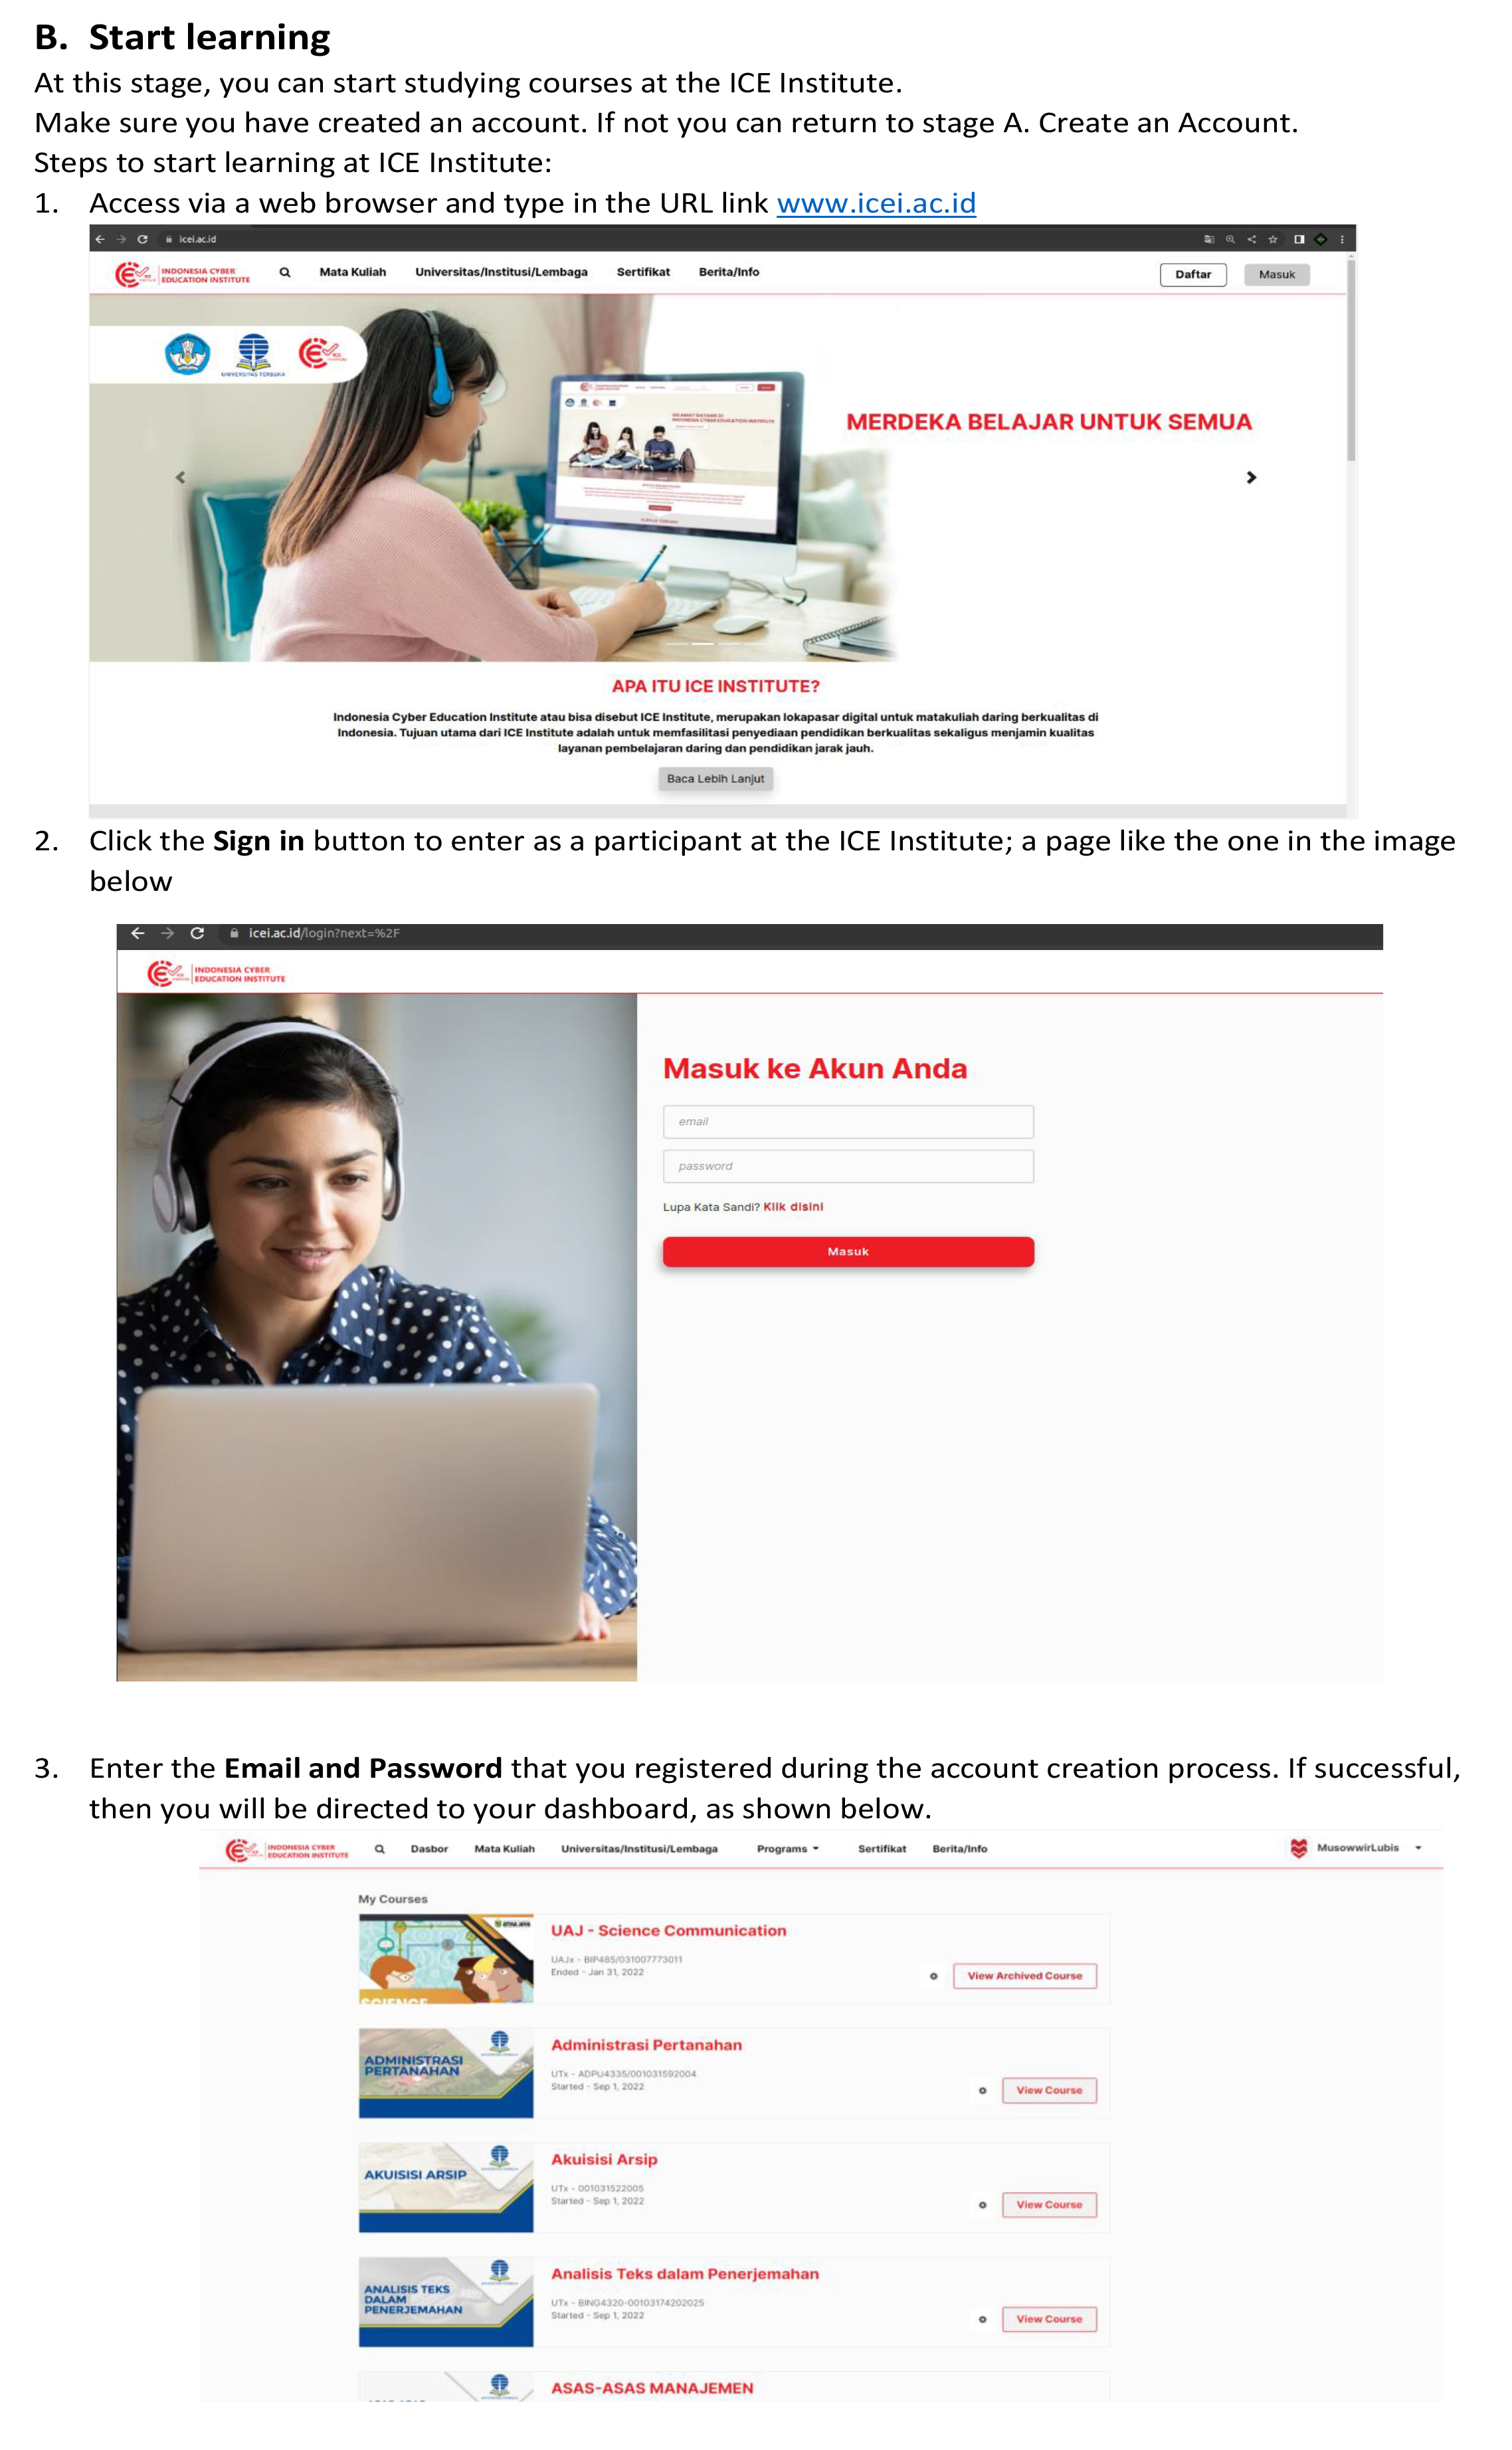 B. Start learning
At this stage, you can start studying courses at the ICE Institute.
Make sure you have created an account. If not you can return to stage A. Create an Account.
Steps to start learning at ICE Institute:
1. Access via a web browser and type in the URL link www.icei.ac.id
icei.ac.id
INDONESIA CYBER
EDUCATION INSTITUTE
Mata Kuliah Universitas/Institusi/Lembaga Sertifikat Berita/Info Daftar Masuk
UNIVERSITAS TERBUKA
MERDEKA BELAJAR UNTUK SEMUA
APA ITU ICE INSTITUTE?
Indonesia Cyber Education Institute atau bisa disebut ICE Institute, merupakan lokapasar digital untuk matakuliah daring berkualitas di
Indonesia. Tujuan utama dari ICE Institute adalah untuk memfasilitasi penyediaan pendidikan berkualitas sekaligus menjamin kualitas
layanan pembelajaran daring dan pendidikan jarak jauh.
Baca Lebih Lanjut
2. Click the Sign in button to enter as a participant at the ICE Institute; a page like the one in the image
below
icei.ac.id/login?next=%2F
INDONESIA CYBER
EDUCATION INSTITUTE
Masuk ke Akun Anda
email
password
Lupa Kata Sandi? Klik disini
Masuk
3. Enter the Email and Password that you registered during the account creation process. If successful,
then you will be directed to your dashboard, as shown below.
INDONESIA CYBER
EDUCATION INSTITUTE
Dasbor Mata Kuliah Universitas/Institusi/Lembaga Programs Sertifikat Berita/Info MusowwirLubis
My Courses
ATMA JAYA
SCIENCE
UAJ - Science Communication
UAJx - BIP485/031007773011
Ended - Jan 31, 2022
View Archived Course
ADMINISTRASI
PERTANAHAN
Administrasi Pertanahan
UTx - ADPU4335/001031592004
Started - Sep 1, 2022
View Course
AKUISISI ARSIP
Akuisisi Arsip
UTx - 001031522005
Started - Sep 1, 2022
View Course
ANALISIS TEKS
DALAM
PENERJEMAHAN
Analisis Teks dalam Penerjemahan
UTx - BING4320-00103174202025
Started - Sep 1, 2022
View Course
ASAS-ASAS MANAJEMEN